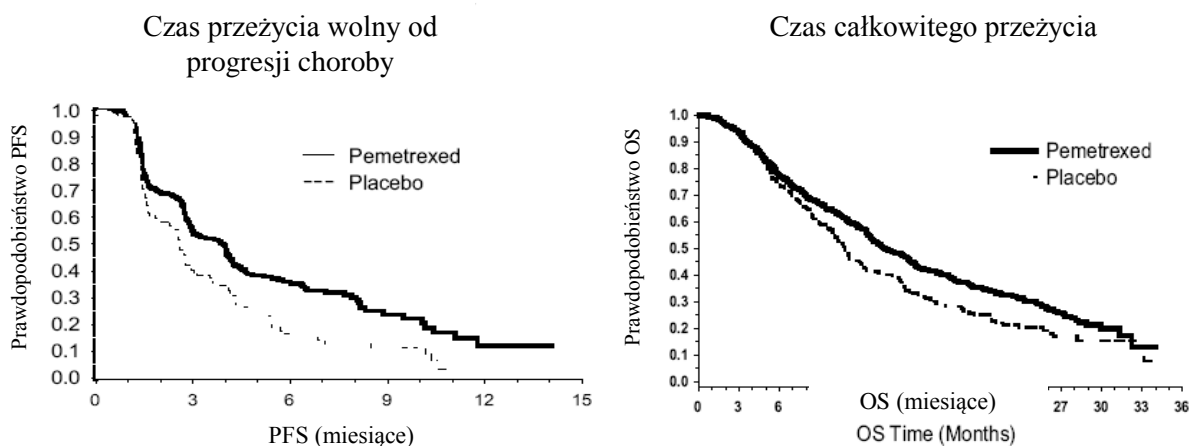 Czas przeżycia wolny od
progresji choroby
Prawdopodobieństwo PFS
1.0
0.9
0.8
0.7
0.6
0.5
0.4
0.3
0.2
0.1
0.0
Pemetrexed
Placebo
0 3 6 9 12 15
PFS (miesiące)
Czas całkowitego przeżycia
Prawdopodobieństwo OS
1.0
0.9
0.8
0.7
0.6
0.5
0.4
0.3
0.2
0.1
0.0
Pemetrexed
Placebo
0 3 6 27 30 33 36
OS (miesiące)
OS Time (Months)